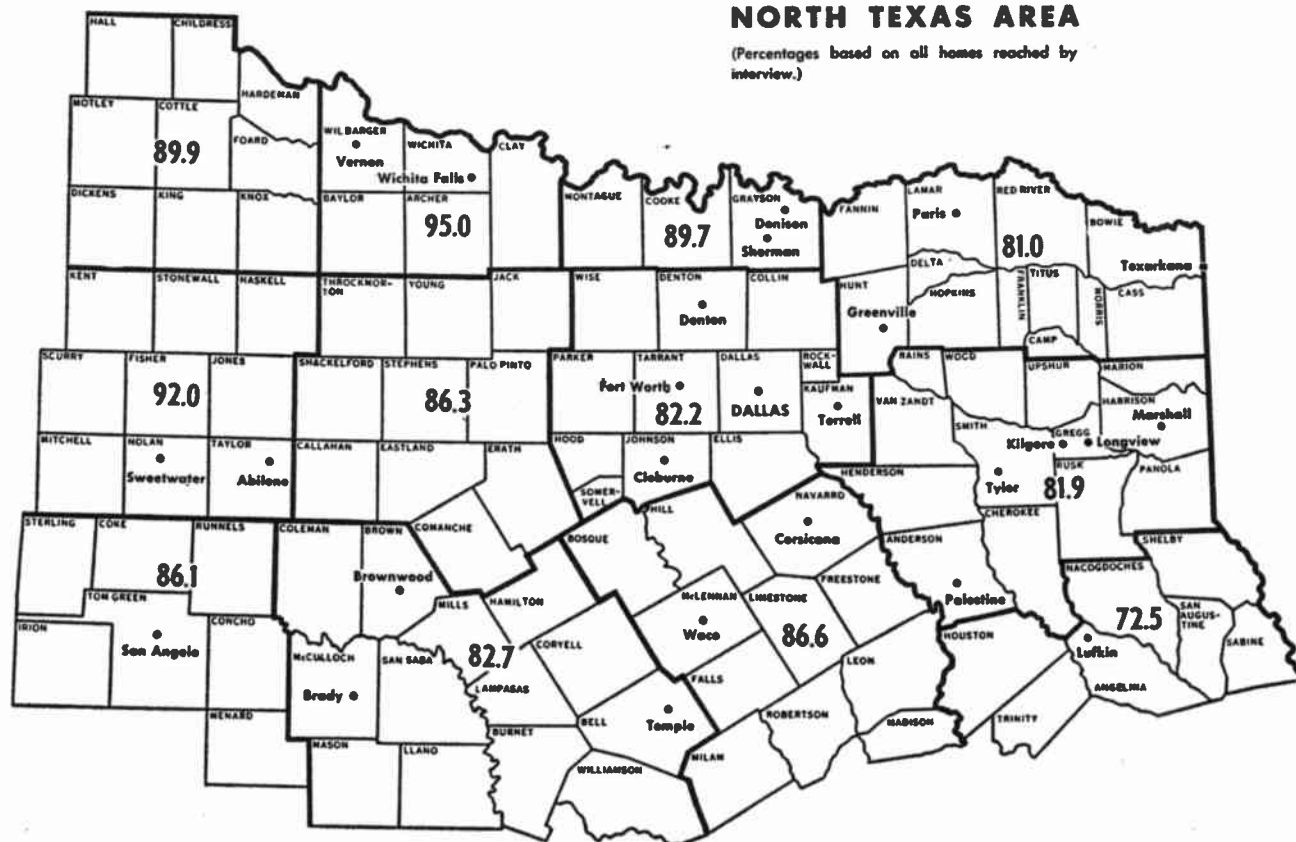 NORTH TEXAS AREA
(Percentages based on all homes reached by
interview.)
HALL
CHILDRESS
HARDEMAN
MOTLEY
COTTLE
89.9
FOARD
WILBARGER
Vernon
WICHITA
Wichita Falls
CLAY
DICKENS
KING
KNOX
BAYLOR
ARCHER
95.0
MONTAGUE
COOKE
89.7
GRAYSON
Denison
Sherman
FANNIN
LAMAR
Paris
RED RIVER
81.0
BOWIE
Texarkana
DELTA
HOPKINS
FRANKLIN
TITUS
MORRIS
CASS
CAMP
HUNT
Greenville
KENT
STONEWALL
HASKELL
THROCKMOR-
TON
YOUNG
JACK
WISE
DENTON
Denton
COLLIN
SCURRY
FISHER
92.0
JONES
SHACKELFORD
STEPHENS
86.3
PALO PINTO
PARKER
TARRANT
Fort Worth
82.2
DALLAS
DALLAS
ROCK-
WALL
KAUFMAN
Terrell
RAINS
WOOD
VAN ZANDT
UPSHUR
MARION
HARRISON
Marshall
SMITH
Tyler
GREGG
Kilgore
Longview
RUSK
81.9
PANOLA
MITCHELL
NOLAN
Sweetwater
TAYLOR
Abilene
CALLAHAN
EASTLAND
ERATH
HOOD
SOMER-
VELL
JOHNSON
Cleburne
ELLIS
HENDERSON
NAVARRO
Corsicana
CHEROKEE
ANDERSON
Palestine
STERLING
COKE
86.1
RUNNELS
COLEMAN
BROWN
Brownwood
COMANCHE
BOSQUE
HILL
FREESTONE
SHELBY
NACOGDOCHES
72.5
SAN
AUGUS-
TINE
SABINE
TOM GREEN
San Angelo
IRION
CONCHO
MILLS
HAMILTON
82.7
CORYELL
McLENNAN
Waco
LIMESTONE
86.6
HOUSTON
Lufkin
ANGELINA
McCULLOCH
Brady
SAN SABA
LAMPASAS
FALLS
LEON
MENARD
BURNET
BELL
Temple
ROBERTSON
MADISON
TRINITY
MASON
LLANO
WILLIAMSON
MILAM